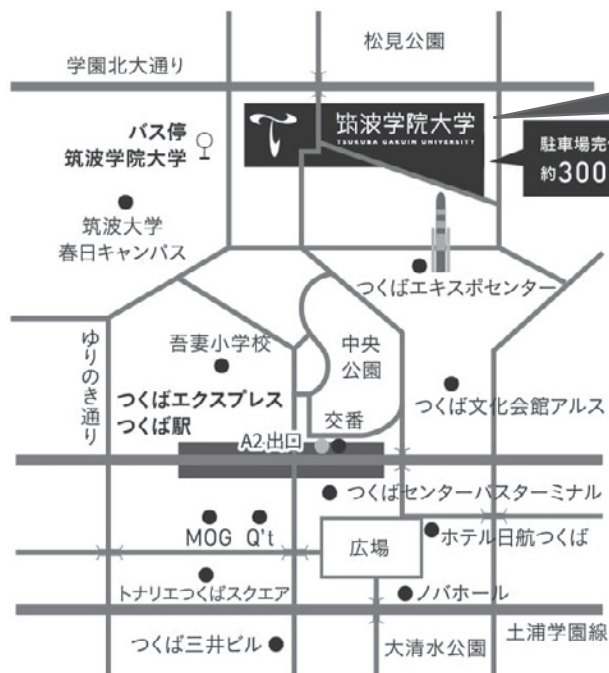 松見公園
学園北大通り
筑波学院大学
TSUKUBA GAKUIN UNIVERSITY
バス停
筑波学院大学
駐車場完
約300
筑波大学
春日キャンパス
つくばエキスポセンター
ゆりのき通り
吾妻小学校
中央
公園
つくばエクスプレス
つくば駅
つくば文化会館アルス
交番
A2出口
つくばセンターバスターミナル
MOG
Q't
広場
ホテル日航つくば
トナリエつくばスクエア
ノバホール
つくば三井ビル
大清水公園
土浦学園線